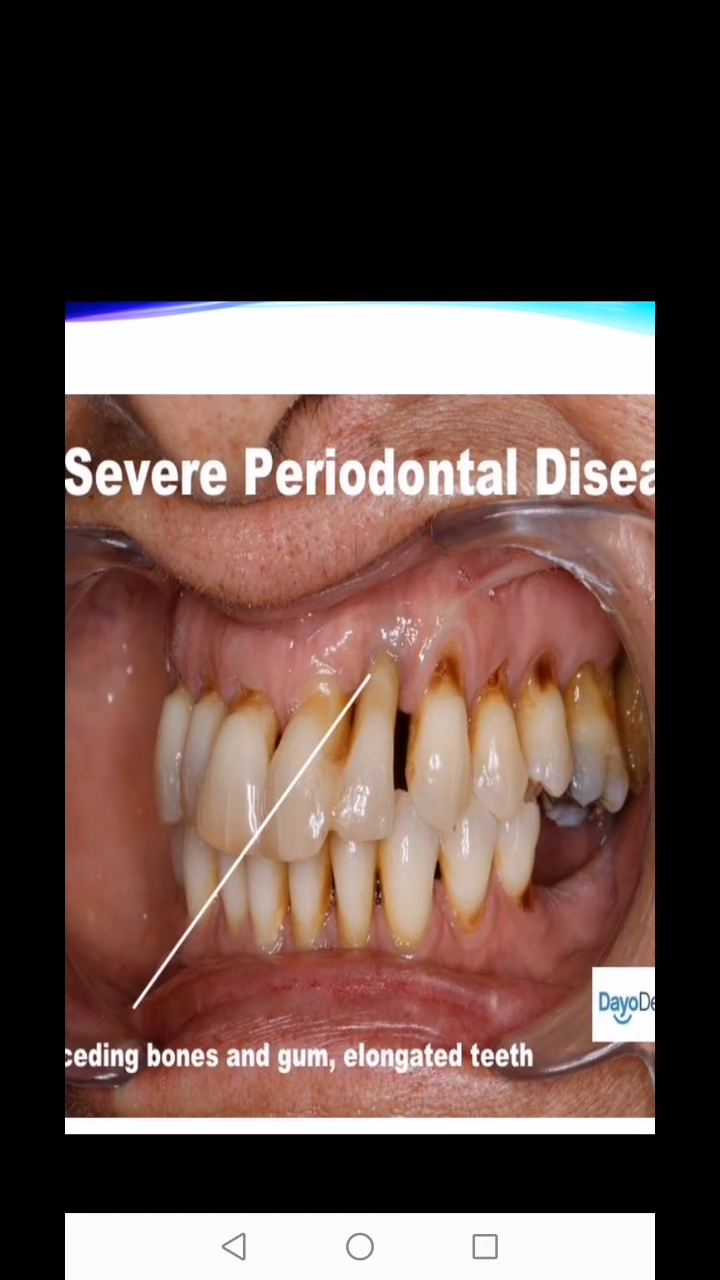 Severe Periodontal Disea
ceding bones and gum, elongated teeth
DayoDe